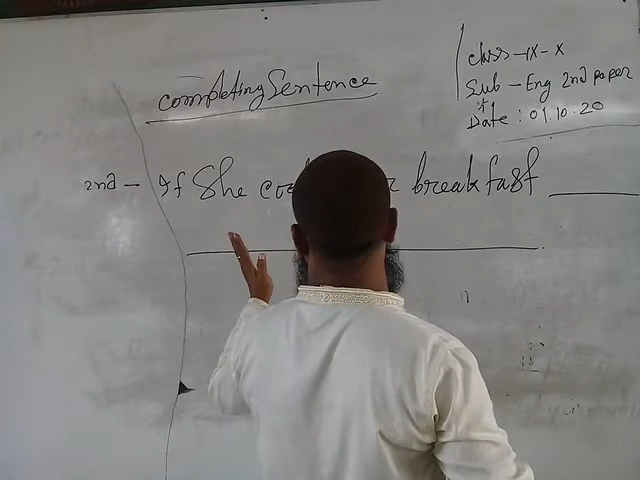 Class - IX - X
Sub - Eng 2nd paper
Date : 01.10.20
Completing Sentence
2nd - If She breakfast